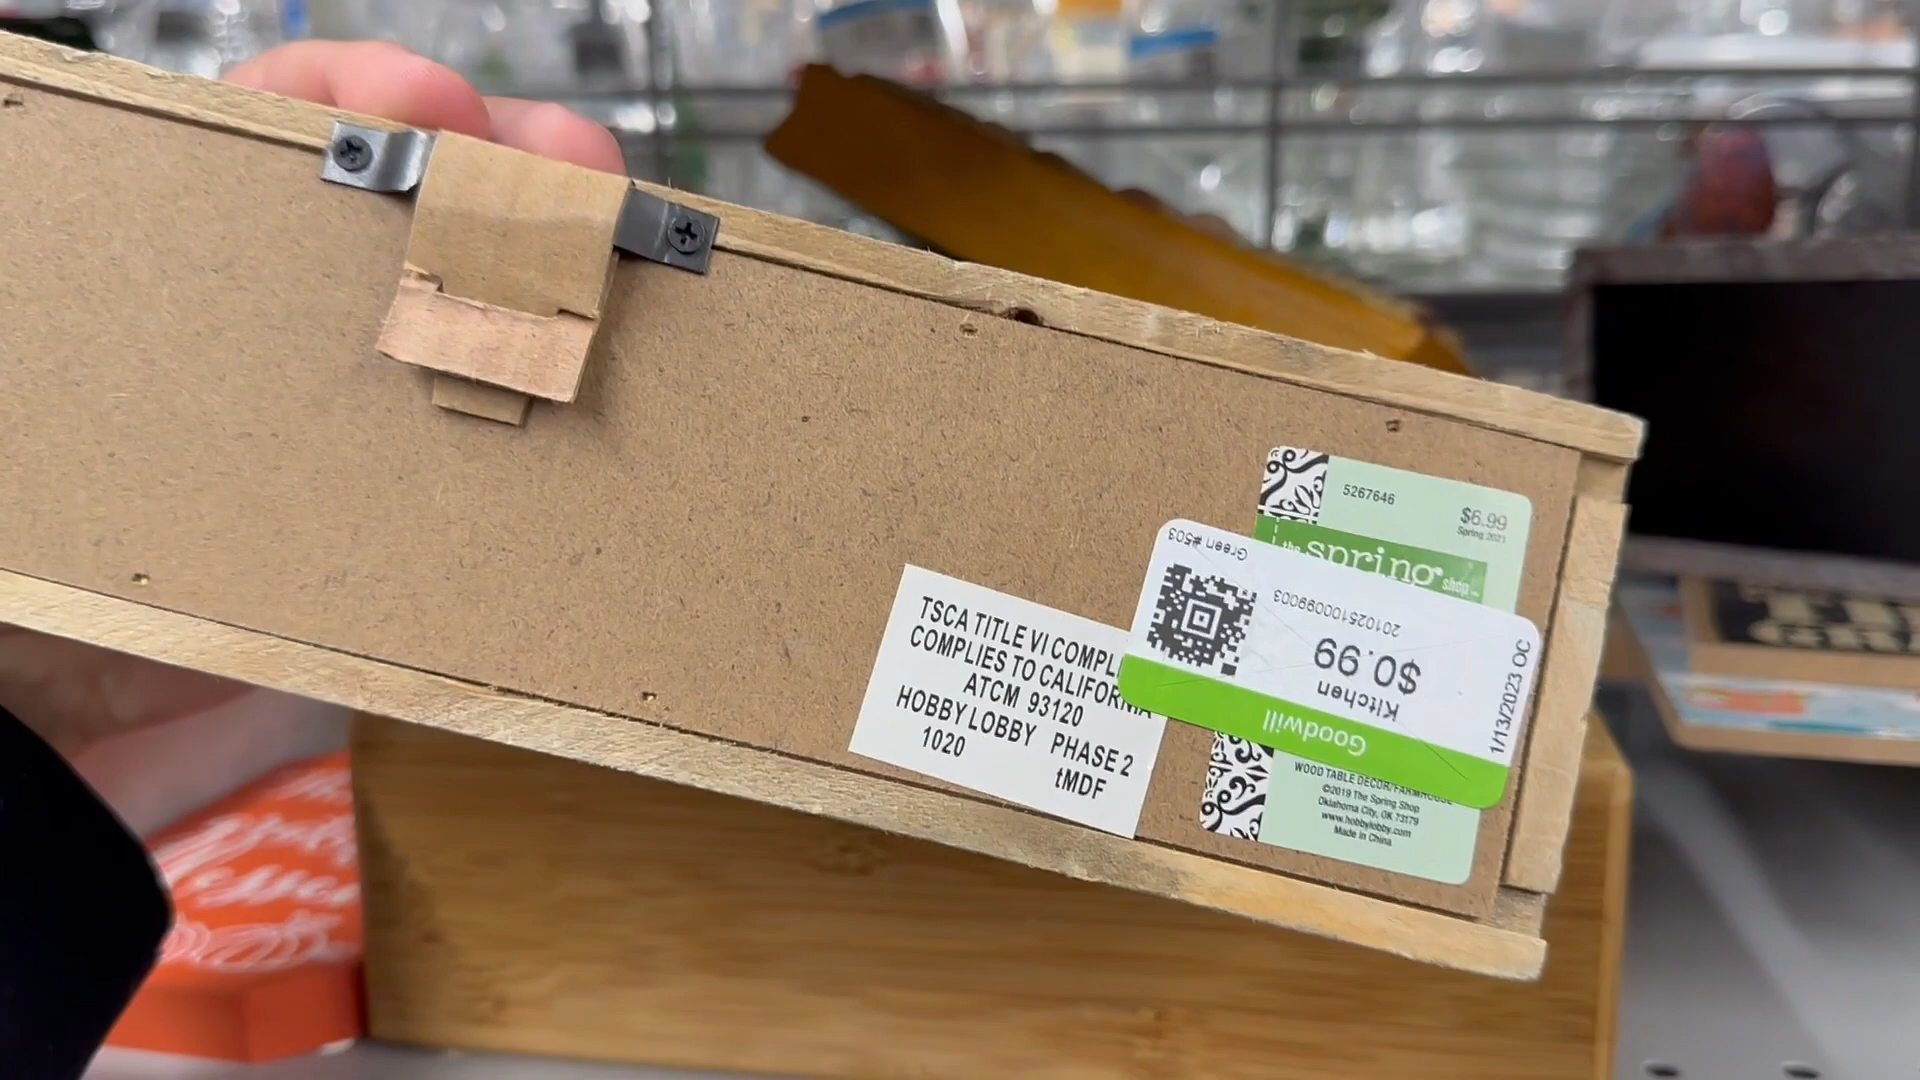 TSCA TITLE VI COMPL
COMPLIES TO CALIFORNIA
ATCM 93120
HOBBY LOBBY PHASE 2
1020
tMDF
5267646
$6.99
Spring 2021
the spring shop
Green #503
201025100099003
$0.99
Kitchen
Goodwill
1/13/2023 OC
WOOD TABLE DECOR/FARMHOUSE
©2019 The Spring Shop
Oklahoma City, OK 73179
www.hobbylobby.com
Made in China